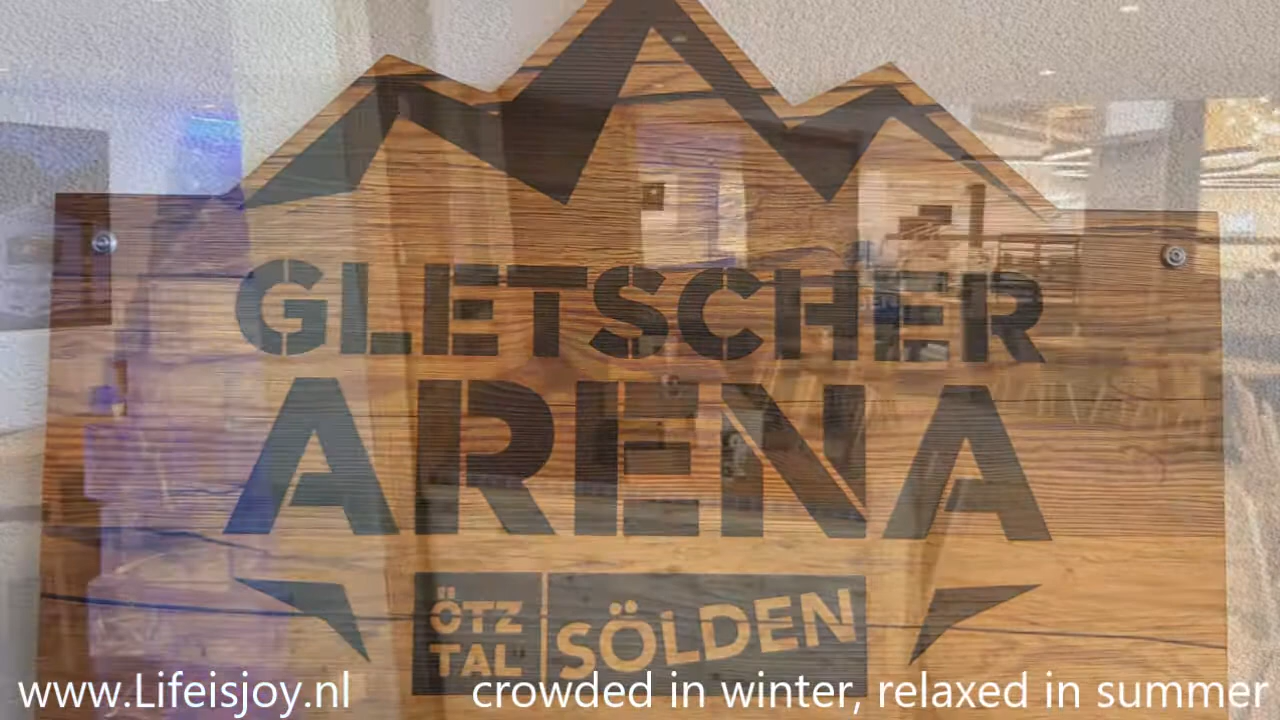 GLETSCHER
ARENA
ÖTZ
TAL
SÖLDEN
www.Lifeisjoy.nl
crowded in winter, relaxed in summer